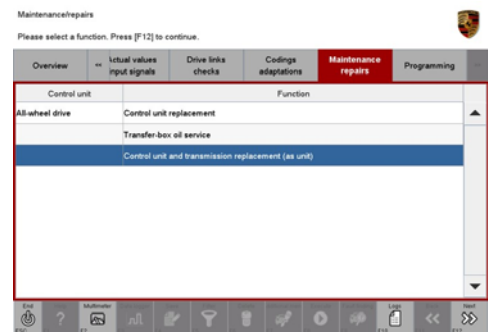 Maintenance/repairs
Please select a function. Press [F12] to continue.
Overview
«
Actual values
input signals
Drive links
checks
Codings
adaptations
Maintenance
repairs
Programming
Control unit
Function
All-wheel drive
Control unit replacement
Transfer-box oil service
Control unit and transmission replacement (as unit)
End
Multimeter
Logs
Next
ESC
F7